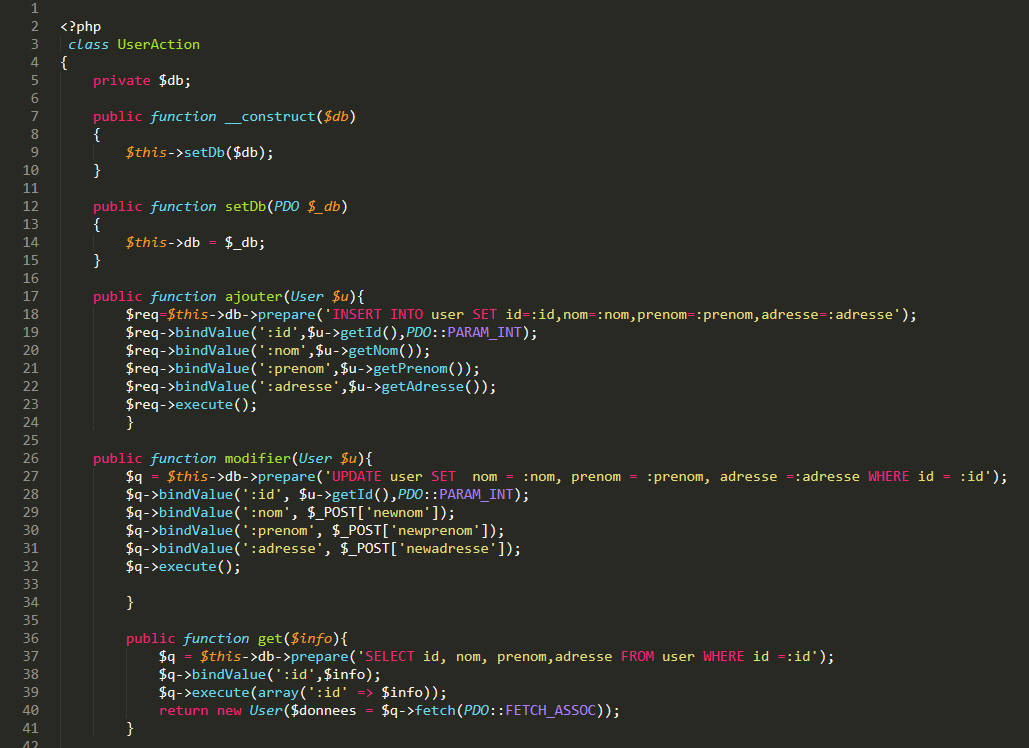 1
2 <?php
3 class UserAction
4 {
5 private $db;
6
7 public function __construct($db)
8 {
9 $this->setDb($db);
10 }
11
12 public function setDb(PDO $_db)
13 {
14 $this->db = $_db;
15 }
16
17 public function ajouter(User $u){
18 $req=$this->db->prepare('INSERT INTO user SET id=:id,nom=:nom,prenom=:prenom,adresse=:adresse');
19 $req->bindValue(':id',$u->getId(),PDO::PARAM_INT);
20 $req->bindValue(':nom',$u->getNom());
21 $req->bindValue(':prenom',$u->getPrenom());
22 $req->bindValue(':adresse',$u->getAdresse());
23 $req->execute();
24 }
25
26 public function modifier(User $u){
27 $q = $this->db->prepare('UPDATE user SET  nom = :nom, prenom = :prenom, adresse =:adresse WHERE id = :id');
28 $q->bindValue(':id', $u->getId(),PDO::PARAM_INT);
29 $q->bindValue(':nom', $_POST['newnom']);
30 $q->bindValue(':prenom', $_POST['newprenom']);
31 $q->bindValue(':adresse', $_POST['newadresse']);
32 $q->execute();
33
34 }
35
36 public function get($info){
37 $q = $this->db->prepare('SELECT id, nom, prenom,adresse FROM user WHERE id =:id');
38 $q->bindValue(':id',$info);
39 $q->execute(array(':id' => $info));
40 return new User($donnees = $q->fetch(PDO::FETCH_ASSOC));
41 }
42